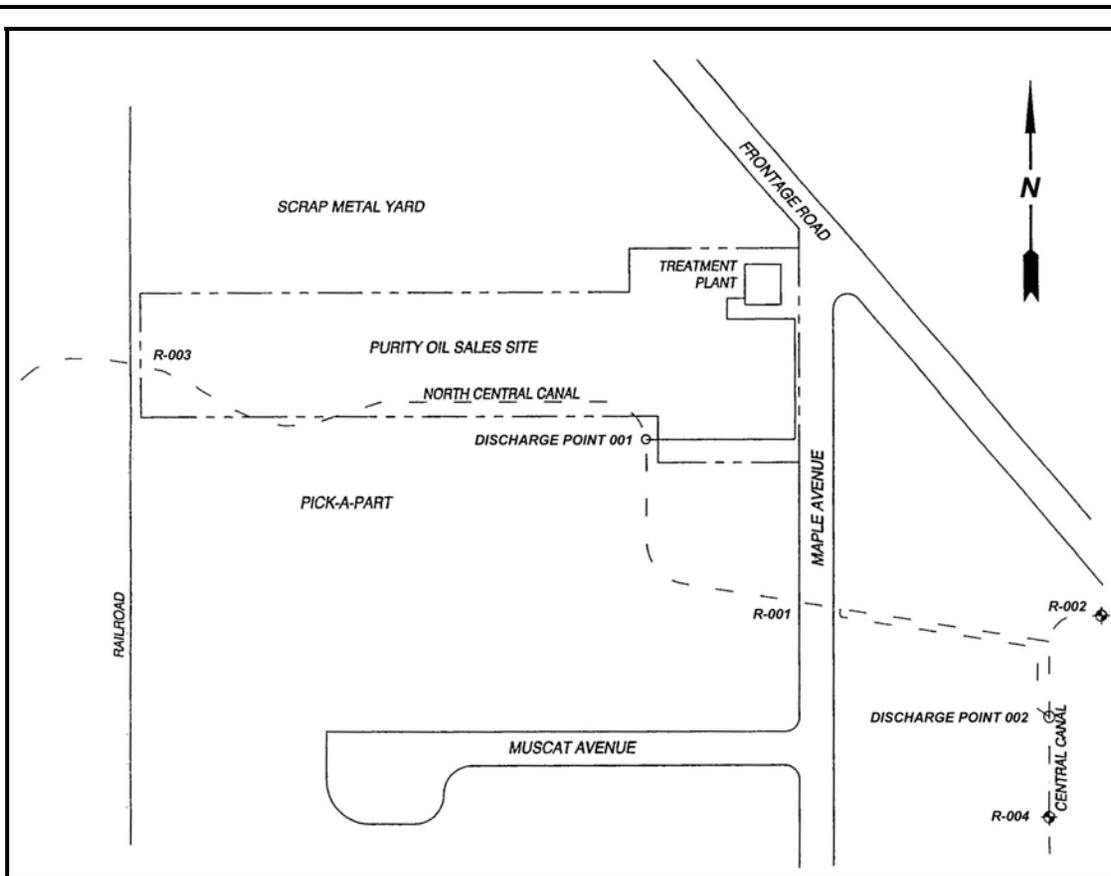 FRONTAGE ROAD
N
SCRAP METAL YARD
TREATMENT
PLANT
PURITY OIL SALES SITE
R-003
NORTH CENTRAL CANAL
DISCHARGE POINT 001
PICK-A-PART
MAPLE AVENUE
RAILROAD
R-001
R-002
DISCHARGE POINT 002
CENTRAL CANAL
MUSCAT AVENUE
R-004